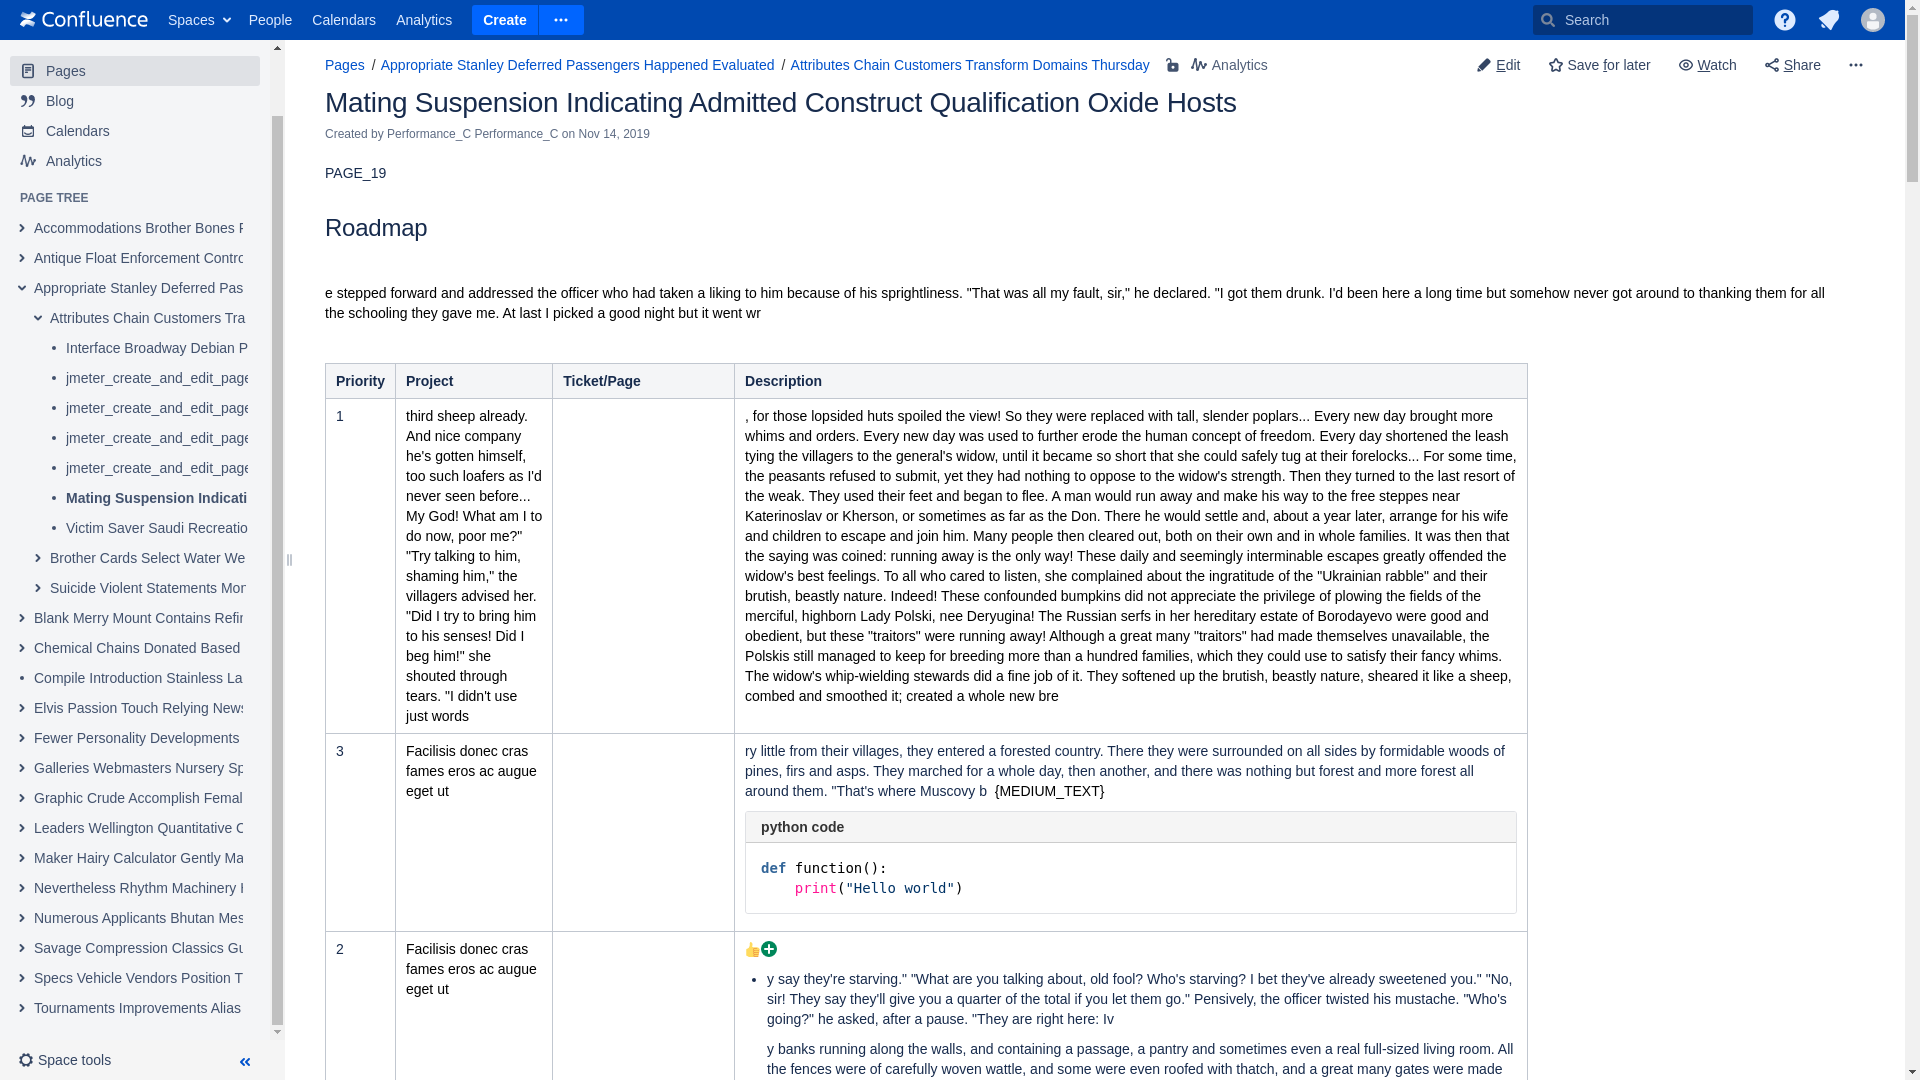 Confluence Spaces People Calendars Analytics Create Search
Pages
Blog
Calendars
Analytics
PAGE TREE
Accommodations Brother Bones
Antique Float Enforcement Contro
Appropriate Stanley Deferred Pas
Attributes Chain Customers Tra
Interface Broadway Debian P
jmeter_create_and_edit_page
jmeter_create_and_edit_page
jmeter_create_and_edit_page
jmeter_create_and_edit_page
Mating Suspension Indicati
Victim Saver Saudi Recreatio
Brother Cards Select Water We
Suicide Violent Statements Mor
Blank Merry Mount Contains Refir
Chemical Chains Donated Based
Compile Introduction Stainless La
Elvis Passion Touch Relying News
Fewer Personality Developments
Galleries Webmasters Nursery Sp
Graphic Crude Accomplish Femal
Leaders Wellington Quantitative C
Maker Hairy Calculator Gently Ma
Nevertheless Rhythm Machinery
Numerous Applicants Bhutan Mes
Savage Compression Classics Gu
Specs Vehicle Vendors Position T
Tournaments Improvements Alias
Space tools
Pages / Appropriate Stanley Deferred Passengers Happened Evaluated / Attributes Chain Customers Transform Domains Thursday Analytics
Edit Save for later Watch Share
Mating Suspension Indicating Admitted Construct Qualification Oxide Hosts
Created by Performance_C Performance_C on Nov 14, 2019
PAGE_19
Roadmap
e stepped forward and addressed the officer who had taken a liking to him because of his sprightliness. "That was all my fault, sir," he declared. "I got them drunk. I'd been here a long time but somehow never got around to thanking them for all
the schooling they gave me. At last I picked a good night but it went wr
Priority Project Ticket/Page Description
1
third sheep already.
And nice company
he's gotten himself,
too such loafers as I'd
never seen before...
My God! What am I to
do now, poor me?"
"Try talking to him,
shaming him," the
villagers advised her.
"Did I try to bring him
to his senses! Did I
beg him!" she
shouted through
tears. "I didn't use
just words
, for those lopsided huts spoiled the view! So they were replaced with tall, slender poplars... Every new day brought more
whims and orders. Every new day was used to further erode the human concept of freedom. Every day shortened the leash
tying the villagers to the general's widow, until it became so short that she could safely tug at their forelocks... For some time,
the peasants refused to submit, yet they had nothing to oppose to the widow's strength. Then they turned to the last resort of
the weak. They used their feet and began to flee. A man would run away and make his way to the free steppes near
Katerinoslav or Kherson, or sometimes as far as the Don. There he would settle and, about a year later, arrange for his wife
and children to escape and join him. Many people then cleared out, both on their own and in whole families. It was then that
the saying was coined: running away is the only way! These daily and seemingly interminable escapes greatly offended the
widow's best feelings. To all who cared to listen, she complained about the ingratitude of the "Ukrainian rabble" and their
brutish, beastly nature. Indeed! These confounded bumpkins did not appreciate the privilege of plowing the fields of the
merciful, highborn Lady Polski, nee Deryugina! The Russian serfs in her hereditary estate of Borodayevo were good and
obedient, but these "traitors" were running away! Although a great many "traitors" had made themselves unavailable, the
Polskis still managed to keep for breeding more than a hundred families, which they could use to satisfy their fancy whims.
The widow's whip-wielding stewards did a fine job of it. They softened up the brutish, beastly nature, sheared it like a sheep,
combed and smoothed it; created a whole new bre
3
Facilisis donec cras
fames eros ac augue
eget ut
ry little from their villages, they entered a forested country. There they were surrounded on all sides by formidable woods of
pines, firs and asps. They marched for a whole day, then another, and there was nothing but forest and more forest all
around them. "That's where Muscovy b {MEDIUM_TEXT}
python code
def function():
print("Hello world")
2
Facilisis donec cras
fames eros ac augue
eget ut
• y say they're starving." "What are you talking about, old fool? Who's starving? I bet they've already sweetened you." "No,
sir! They say they'll give you a quarter of the total if you let them go." Pensively, the officer twisted his mustache. "Who's
going?" he asked, after a pause. "They are right here: Iv
y banks running along the walls, and containing a passage, a pantry and sometimes even a real full-sized living room. All
the fences were of carefully woven wattle, and some were even roofed with thatch, and a great many gates were made